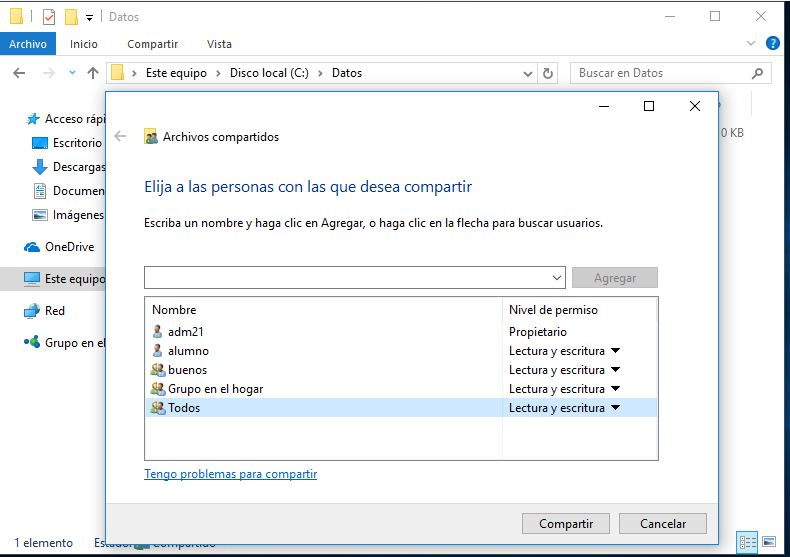 Datos
Archivo Inicio Compartir Vista
Este equipo Disco local (C:) Datos
Buscar en Datos
Acceso rápi
Escritorio
Descargas
Documen
Imágenes
OneDrive
Este equipo
Red
Grupo en el
0 KB
Archivos compartidos
Elija a las personas con las que desea compartir
Escriba un nombre y haga clic en Agregar, o haga clic en la flecha para buscar usuarios.
Agregar
Nombre Nivel de permiso
adm21 Propietario
alumno Lectura y escritura
buenos Lectura y escritura
Grupo en el hogar Lectura y escritura
Todos Lectura y escritura
Tengo problemas para compartir
Compartir Cancelar
1 elemento